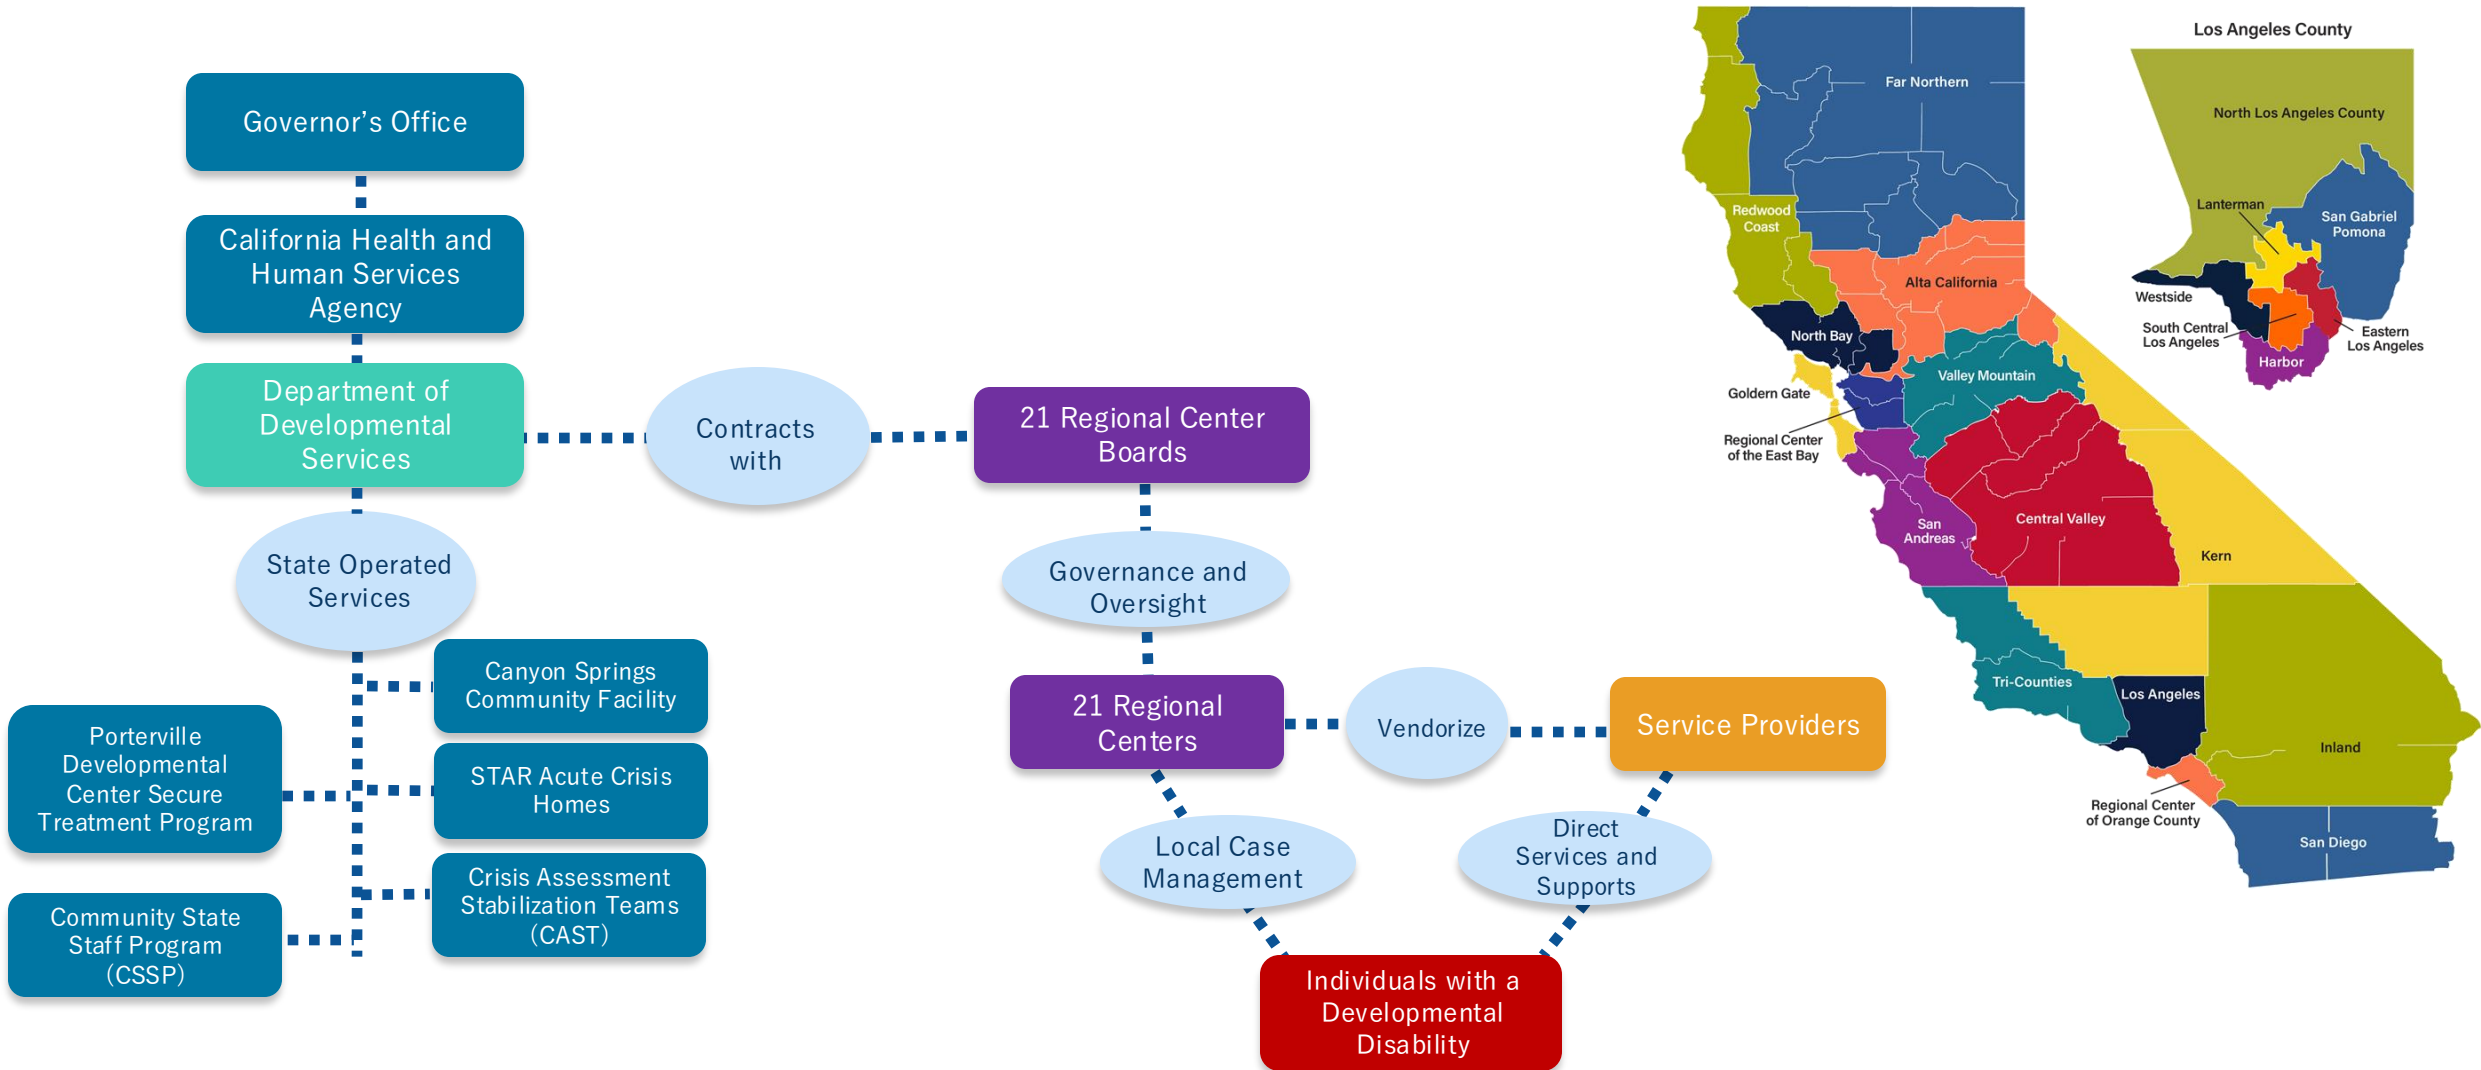 Governor's Office
California Health and
Human Services
Agency
Department of
Developmental
Services
Contracts
with
21 Regional Center
Boards
State Operated
Services
Governance and
Oversight
Canyon Springs
Community Facility
Porterville
Developmental
Center Secure
Treatment Program
STAR Acute Crisis
Homes
Crisis Assessment
Stabilization Teams
(CAST)
Community State
Staff Program
(CSSP)
21 Regional
Centers
Vendorize
Service Providers
Local Case
Management
Direct
Services and
Supports
Individuals with a
Developmental
Disability
Far Northern
Redwood
Coast
Alta California
North Bay
Valley Mountain
Goldern Gate
Regional Center
of the East Bay
San
Andreas
Central Valley
Kern
Tri-Counties
Los Angeles
Inland
Regional Center
of Orange County
San Diego
Los Angeles County
North Los Angeles County
Lanterman
San Gabriel
Pomona
Westside
South Central
Los Angeles
Eastern
Los Angeles
Harbor